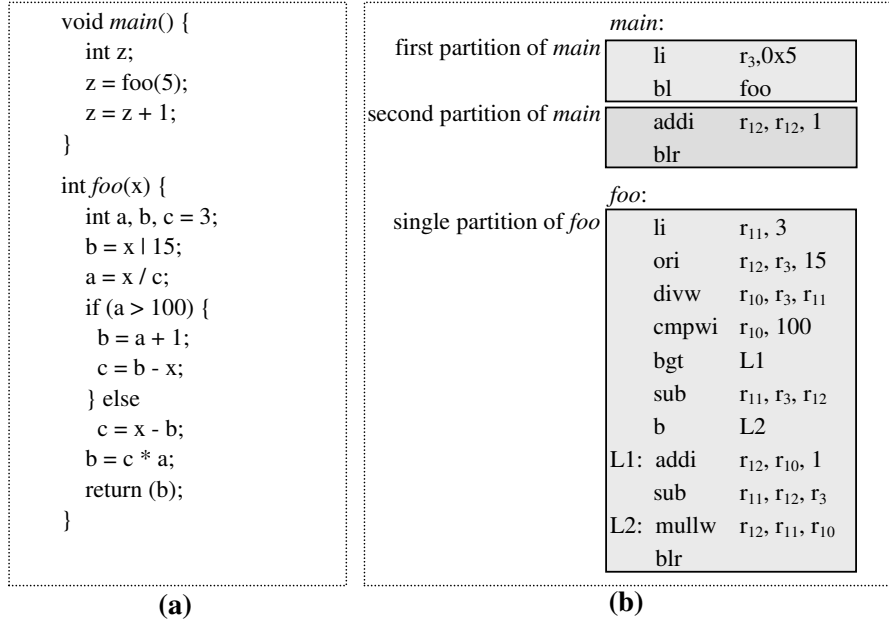 void main() {
int z;
z = foo(5);
z = z + 1;
}
int foo(x) {
int a, b, c = 3;
b = x | 15;
a = x / c;
if (a > 100) {
b = a + 1;
c = b - x;
} else
c = x - b;
b = c * a;
return (b);
}
(a)
main:
first partition of main
li r3,0x5
bl foo
second partition of main
addi r12, r12, 1
blr
foo:
single partition of foo
li r11, 3
ori r12, r3, 15
divw r10, r3, r11
cmpwi r10, 100
bgt L1
sub r11, r3, r12
b L2
L1: addi r12, r10, 1
sub r11, r12, r3
L2: mullw r12, r11, r10
blr
(b)